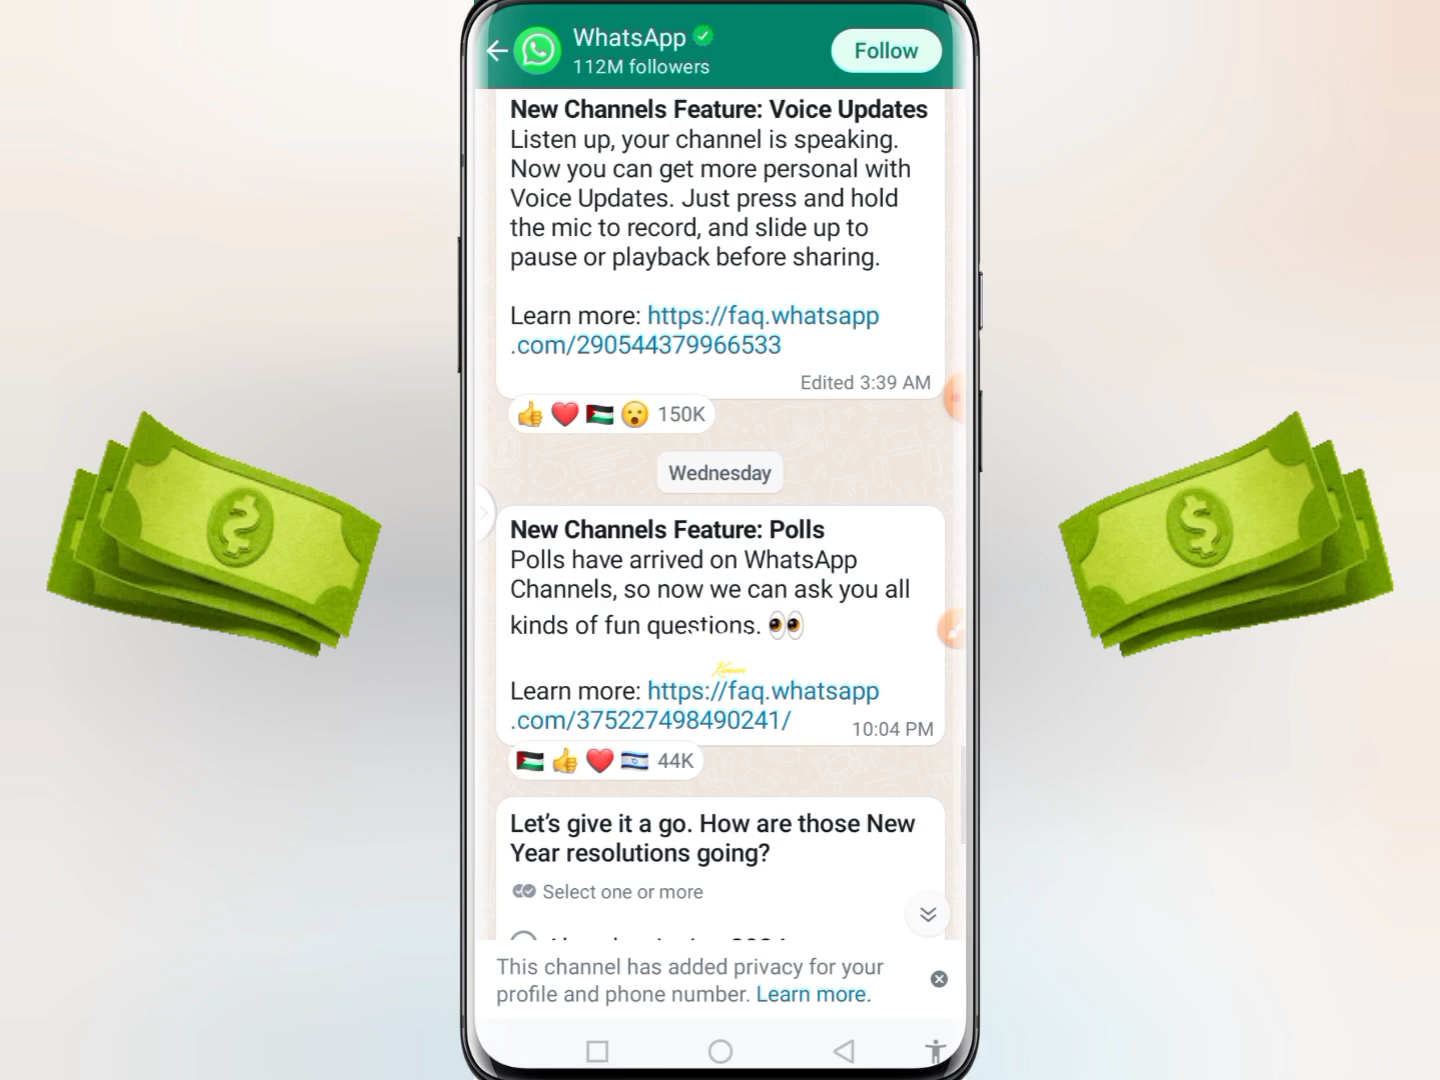 WhatsApp
112M followers
Follow
New Channels Feature: Voice Updates
Listen up, your channel is speaking.
Now you can get more personal with
Voice Updates. Just press and hold
the mic to record, and slide up to
pause or playback before sharing.
Learn more: https://faq.whatsapp
.com/290544379966533
Edited 3:39 AM
150K
Wednesday
New Channels Feature: Polls
Polls have arrived on WhatsApp
Channels, so now we can ask you all
kinds of fun questions. 👀
Learn more: https://faq.whatsapp
.com/375227498490241/
10:04 PM
44K
Let’s give it a go. How are those New
Year resolutions going?
Select one or more
This channel has added privacy for your
profile and phone number. Learn more.